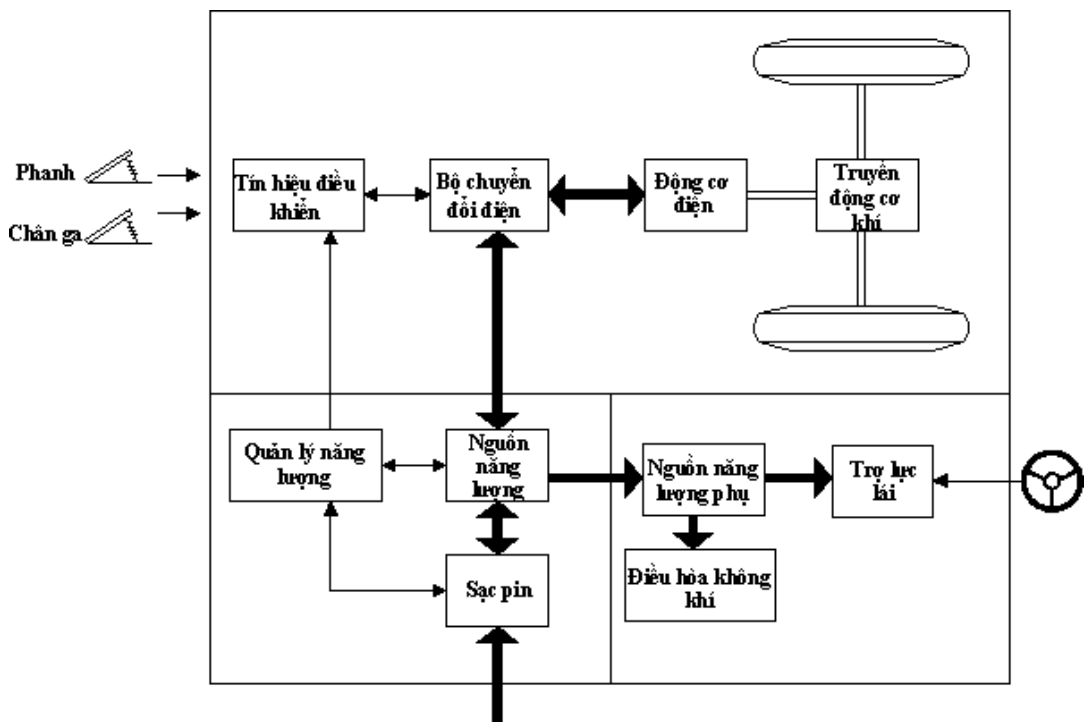 Phanh
Chân ga
Tín hiệu điều
khiển
Bộ chuyển
đổi điện
Động cơ
điện
Truyền
động cơ
khí
Quản lý năng
lượng
Nguồn
năng
lượng
Nguồn năng
lượng phụ
Trợ lực
lái
Sạc pin
Điều hòa không
khí